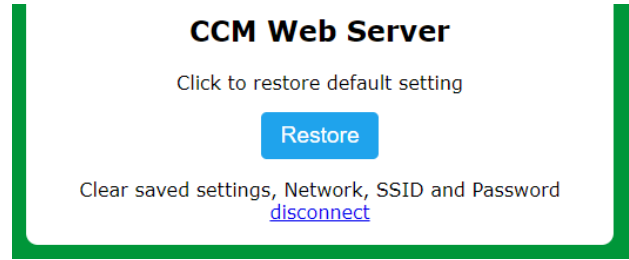 CCM Web Server
Click to restore default setting
Restore
Clear saved settings, Network, SSID and Password
disconnect